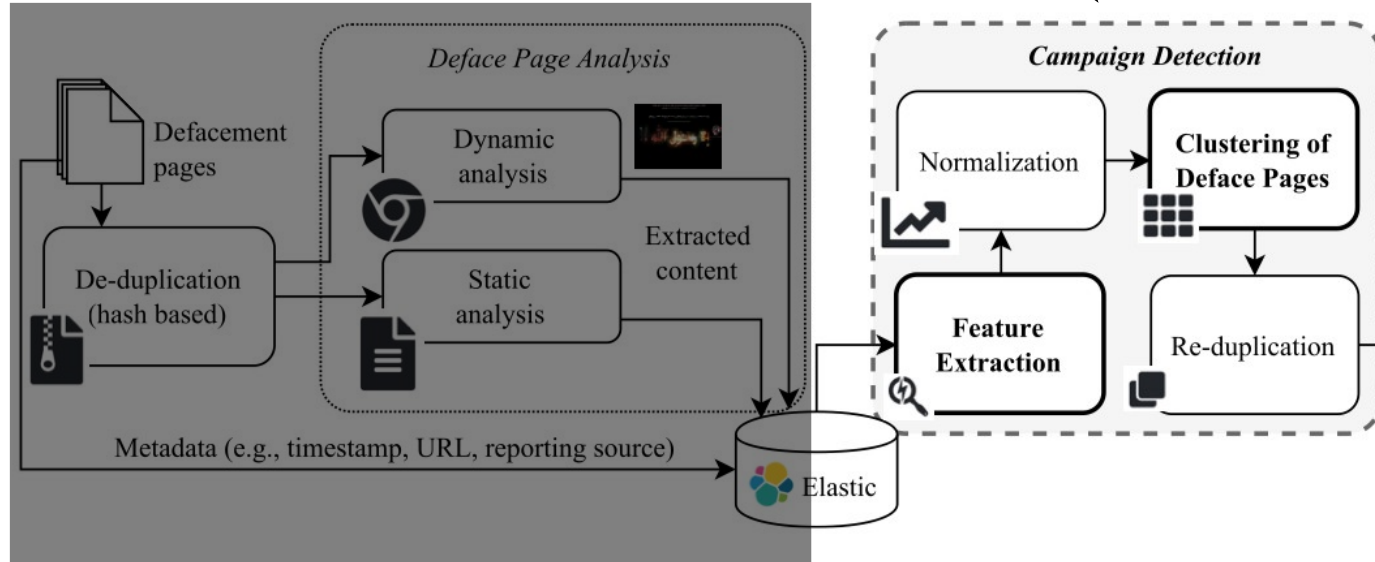 Deface Page Analysis
Defacement
pages
Dynamic
analysis
De-duplication
(hash based)
Static
analysis
Extracted
content
Metadata (e.g., timestamp, URL, reporting source)
Elastic
Campaign Detection
Normalization
Clustering of
Deface Pages
Feature
Extraction
Re-duplication